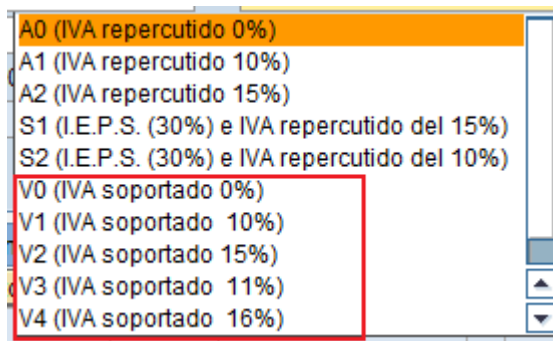 A0 (IVA repercutido 0%)
A1 (IVA repercutido 10%)
A2 (IVA repercutido 15%)
S1 (I.E.P.S. (30%) e IVA repercutido del 15%)
S2 (I.E.P.S. (30%) e IVA repercutido del 10%)
V0 (IVA soportado 0%)
V1 (IVA soportado 10%)
V2 (IVA soportado 15%)
V3 (IVA soportado 11%)
V4 (IVA soportado 16%)